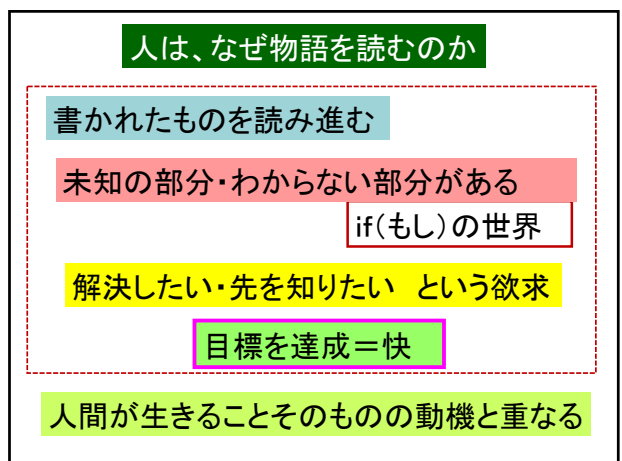 人は、なぜ物語を読むのか
書かれたものを読み進む
未知の部分・わからない部分がある
if(もし)の世界
解決したい・先を知りたい　という欲求
目標を達成＝快
人間が生きることそのものの動機と重なる